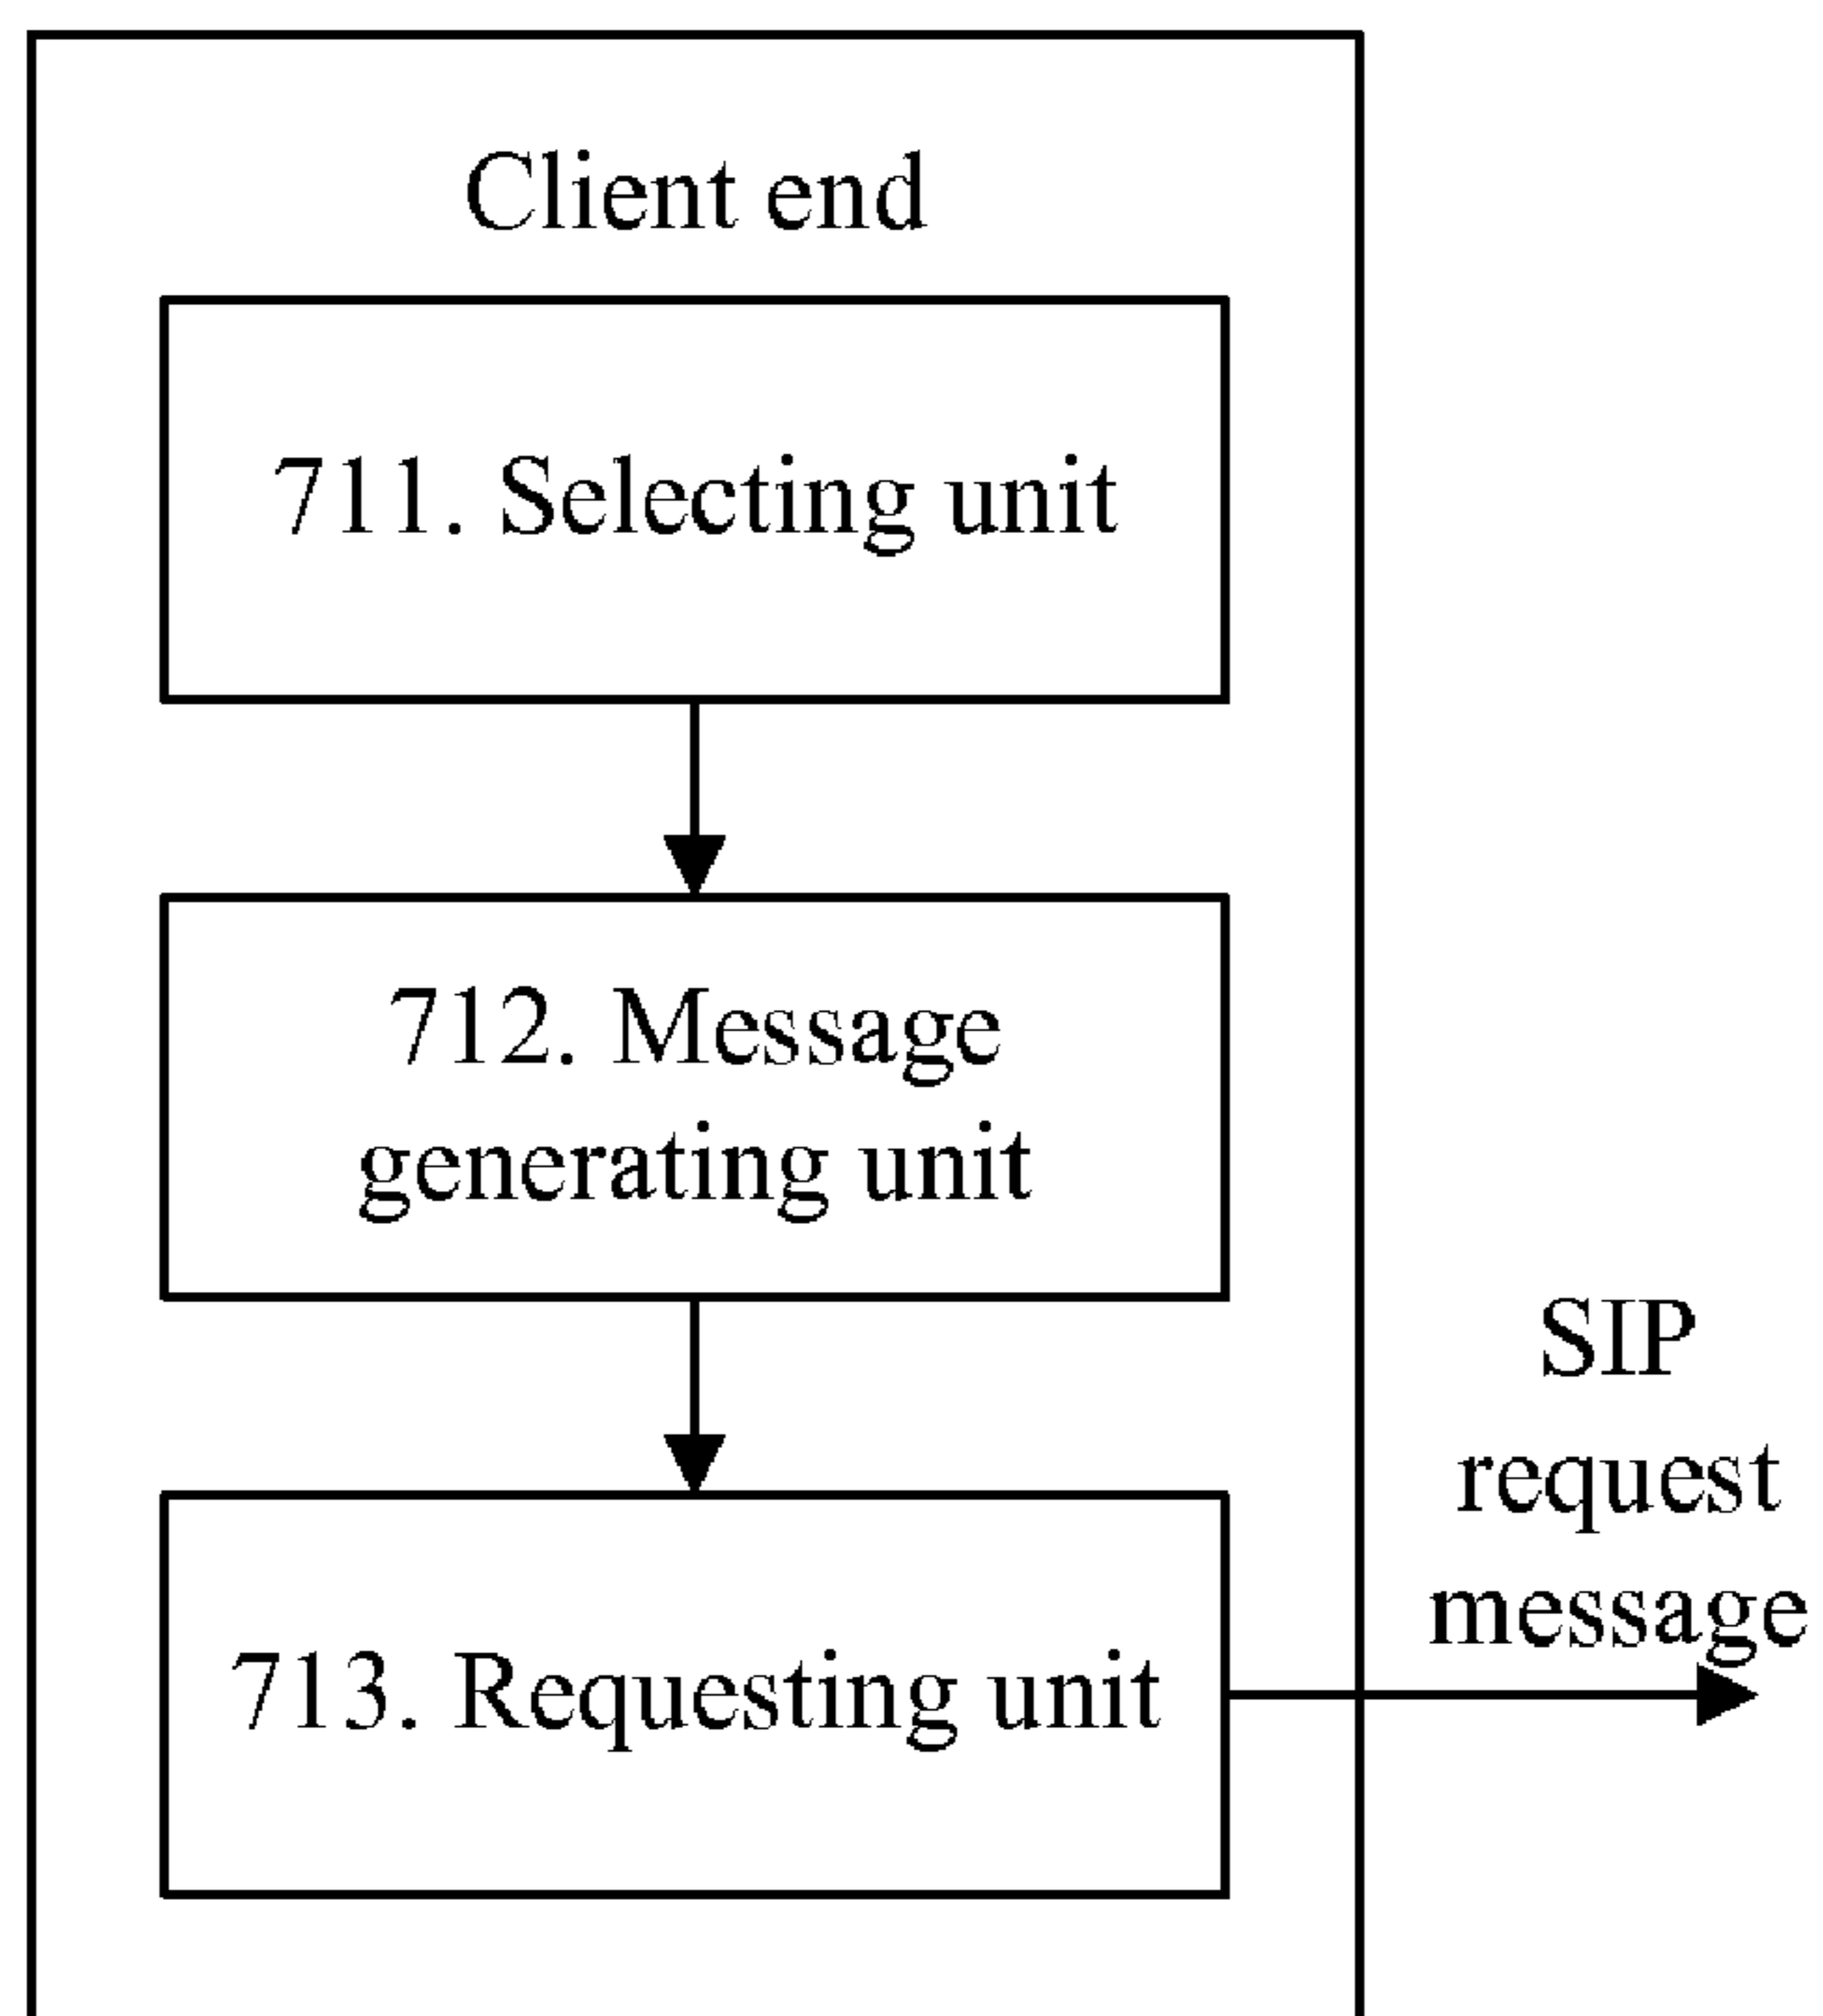 Client end
711. Selecting unit
712. Message
generating unit
713. Requesting unit
SIP
request
message